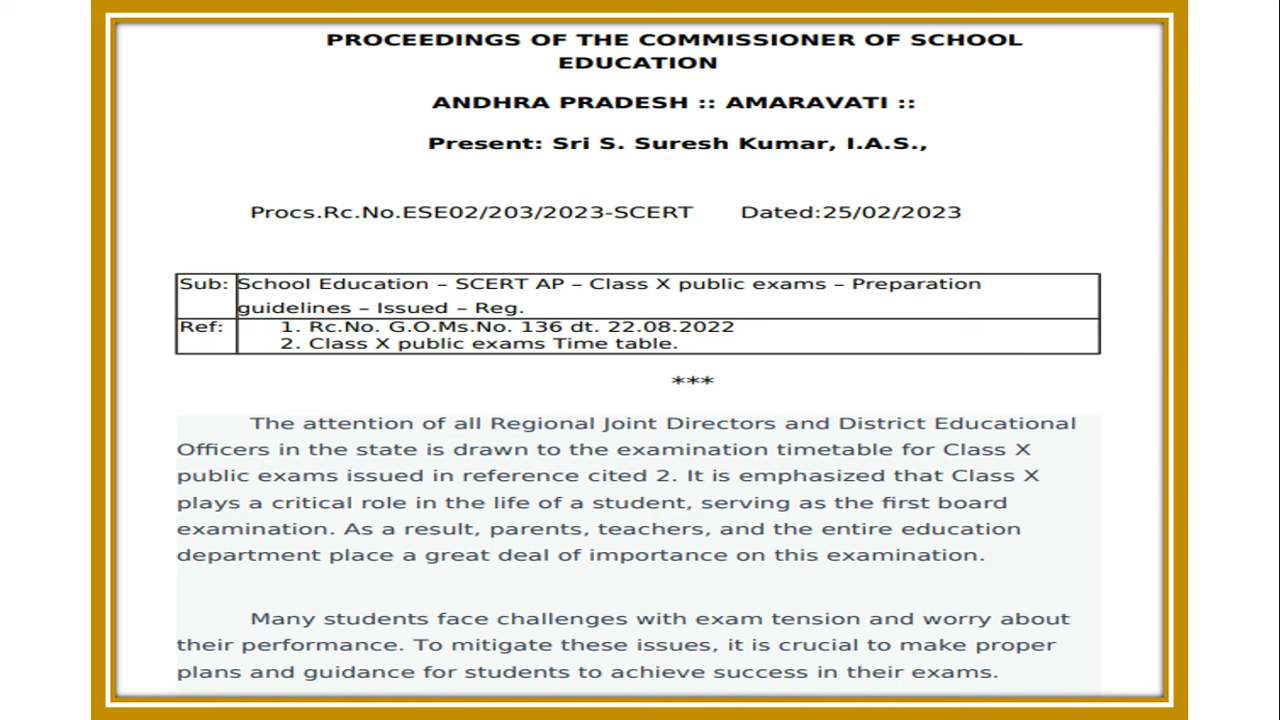 PROCEEDINGS OF THE COMMISSIONER OF SCHOOL
EDUCATION
ANDHRA PRADESH :: AMARAVATI ::
Present: Sri S. Suresh Kumar, I.A.S.,
Procs.Rc.No.ESE02/203/2023-SCERT Dated:25/02/2023
Sub: School Education – SCERT AP – Class X public exams – Preparation
guidelines – Issued – Reg.
Ref: 1. Rc.No. G.O.Ms.No. 136 dt. 22.08.2022
2. Class X public exams Time table.
***
The attention of all Regional Joint Directors and District Educational
Officers in the state is drawn to the examination timetable for Class X
public exams issued in reference cited 2. It is emphasized that Class X
plays a critical role in the life of a student, serving as the first board
examination. As a result, parents, teachers, and the entire education
department place a great deal of importance on this examination.
Many students face challenges with exam tension and worry about
their performance. To mitigate these issues, it is crucial to make proper
plans and guidance for students to achieve success in their exams.